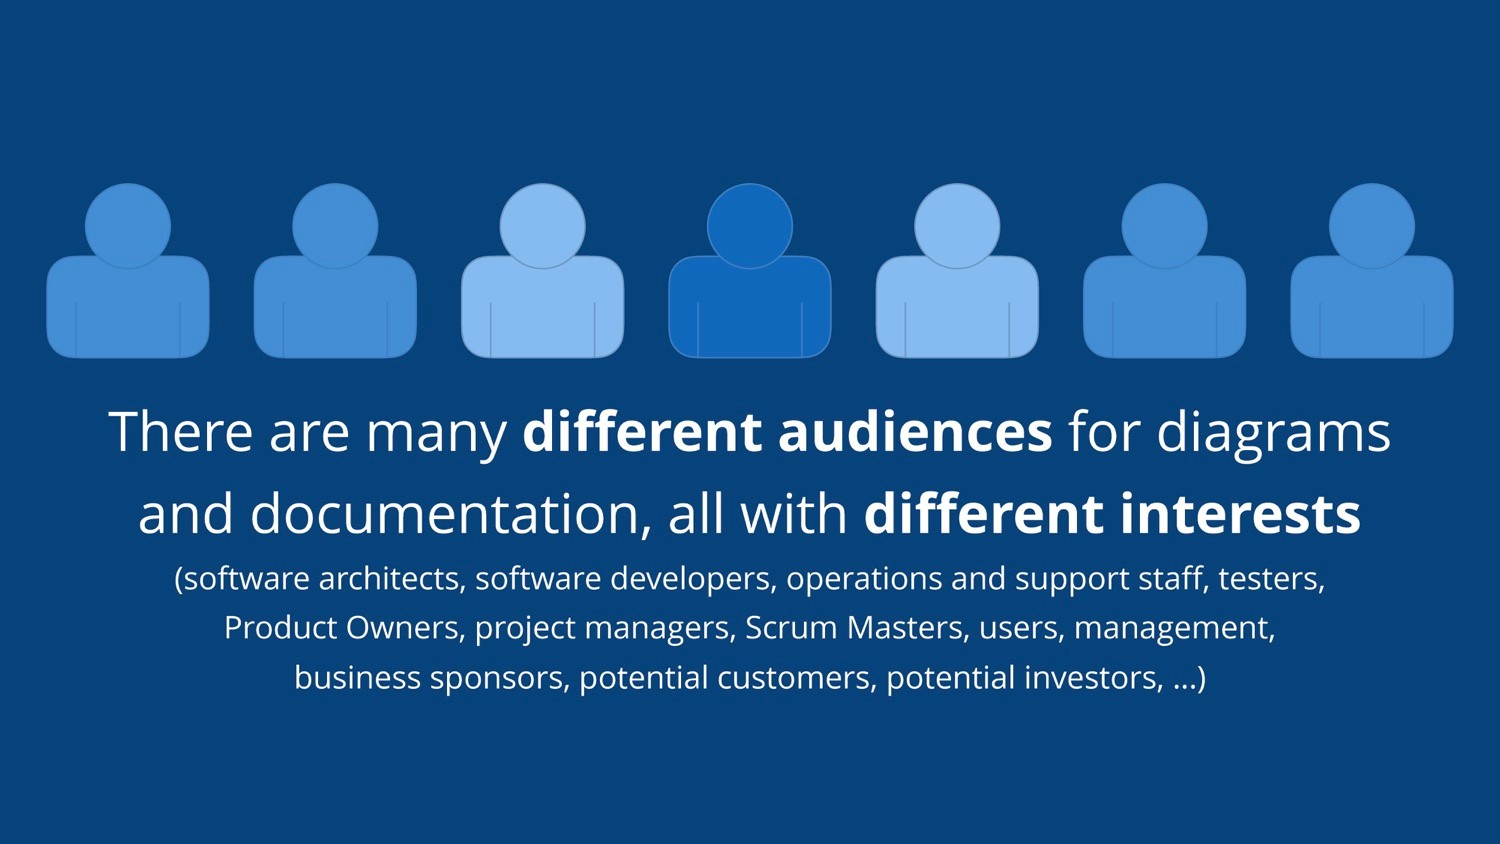 There are many different audiences for diagrams
and documentation, all with different interests
(software architects, software developers, operations and support staff, testers,
Product Owners, project managers, Scrum Masters, users, management,
business sponsors, potential customers, potential investors, ...)